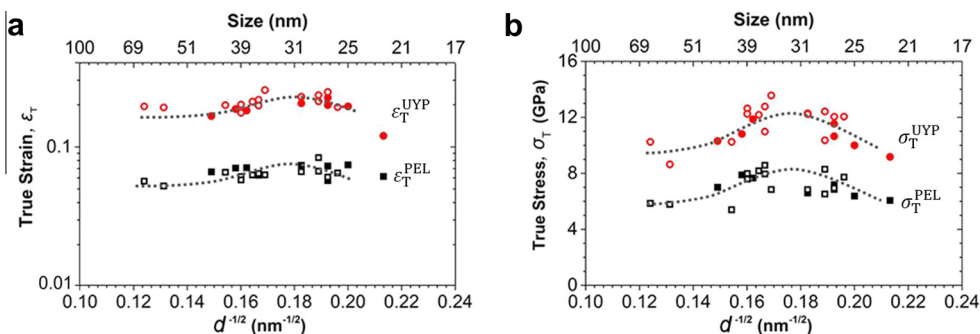 a
Size (nm)
100 69 51 39 31 25 21 17
True Strain, ε_T
0.1
0.01
ε_T^UYP
ε_T^PEL
0.10 0.12 0.14 0.16 0.18 0.20 0.22 0.24
d^-1/2 (nm^-1/2)
b
Size (nm)
100 69 51 39 31 25 21 17
True Stress, σ_T (GPa)
16
12
8
4
0
σ_T^UYP
σ_T^PEL
0.10 0.12 0.14 0.16 0.18 0.20 0.22 0.24
d^-1/2 (nm^-1/2)